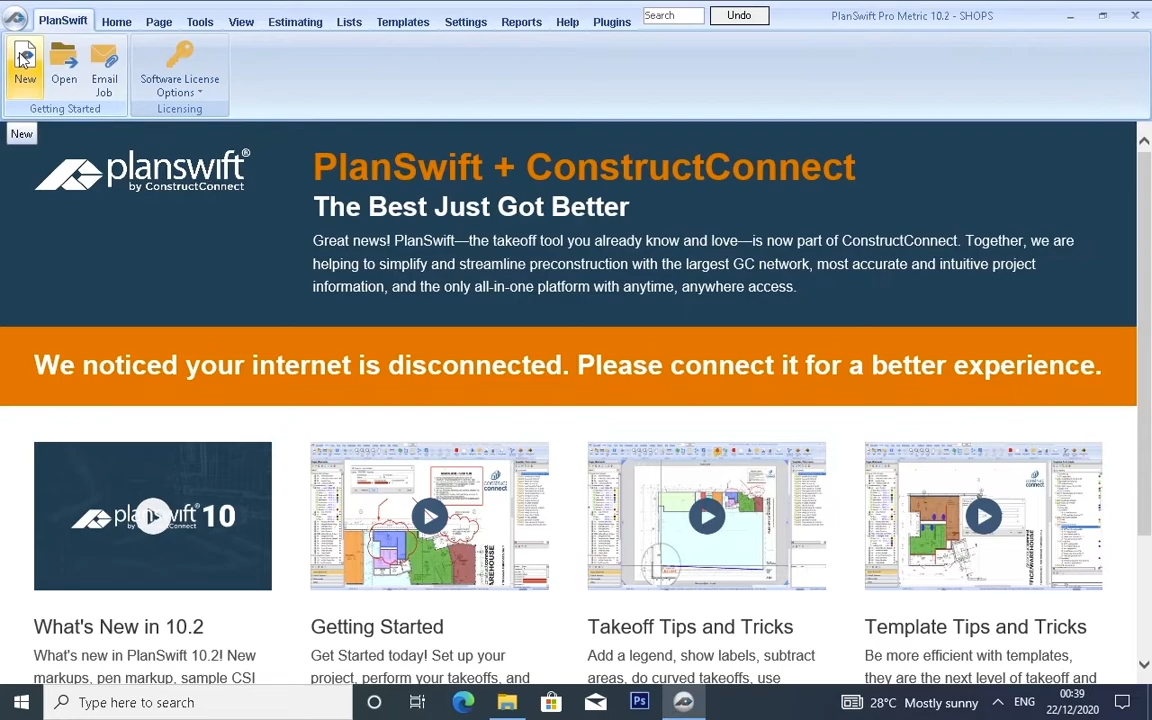 PlanSwift Home Page Tools View Estimating Lists Templates Settings Reports Help Plugins Search Undo PlanSwift Pro Metric 10.2 - SHOPS
New Open Email Job Software License Options
Getting Started Licensing
New
planswift®
by ConstructConnect
PlanSwift + ConstructConnect
The Best Just Got Better
Great news! PlanSwift—the takeoff tool you already know and love—is now part of ConstructConnect. Together, we are
helping to simplify and streamline preconstruction with the largest GC network, most accurate and intuitive project
information, and the only all-in-one platform with anytime, anywhere access.
We noticed your internet is disconnected. Please connect it for a better experience.
planswift 10
by ConstructConnect
What's New in 10.2
What's new in PlanSwift 10.2! New
markups, pen markup, sample CSI
Getting Started
Get Started today! Set up your
project, perform your takeoffs, and
Takeoff Tips and Tricks
Add a legend, show labels, subtract
areas, do curved takeoffs, use
Template Tips and Tricks
Be more efficient with templates,
they are the next level of takeoff and
Type here to search
Ps
28°C Mostly sunny
ENG
00:39
22/12/2020